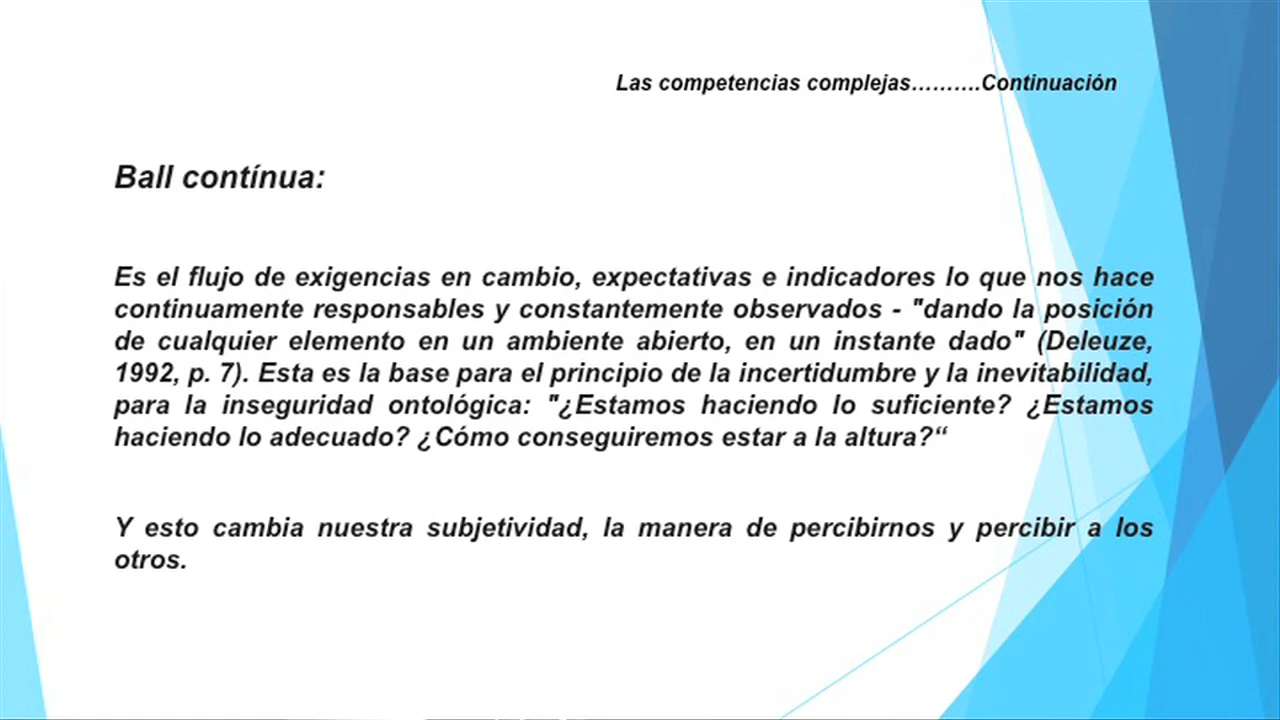 Las competencias complejas……….Continuación
Ball contínua:
Es el flujo de exigencias en cambio, expectativas e indicadores lo que nos hace
continuamente responsables y constantemente observados - "dando la posición
de cualquier elemento en un ambiente abierto, en un instante dado" (Deleuze,
1992, p. 7). Esta es la base para el principio de la incertidumbre y la inevitabilidad,
para la inseguridad ontológica: "¿Estamos haciendo lo suficiente? ¿Estamos
haciendo lo adecuado? ¿Cómo conseguiremos estar a la altura?“
Y esto cambia nuestra subjetividad, la manera de percibirnos y percibir a los
otros.